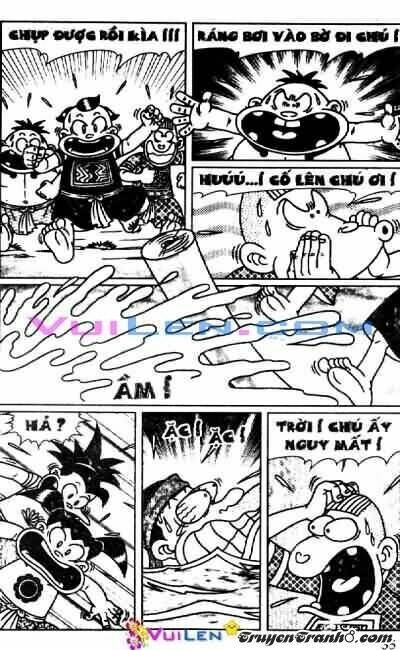 CHỤP ĐƯỢC RỒI KÌA Í Í Í
RÁNG BƠI VÀO BỜ ĐI CHÚ Í
HUÚÚ...Í CỐ LÊN CHÚ ƠI Í
VUILEN.COM
ẦM Í
HẢ ?
ẶC Í ẶC Í
TRỜI Í CHÚ ẤY
NGUY MẤT Í
VUILEN
TruyenTranh8.com